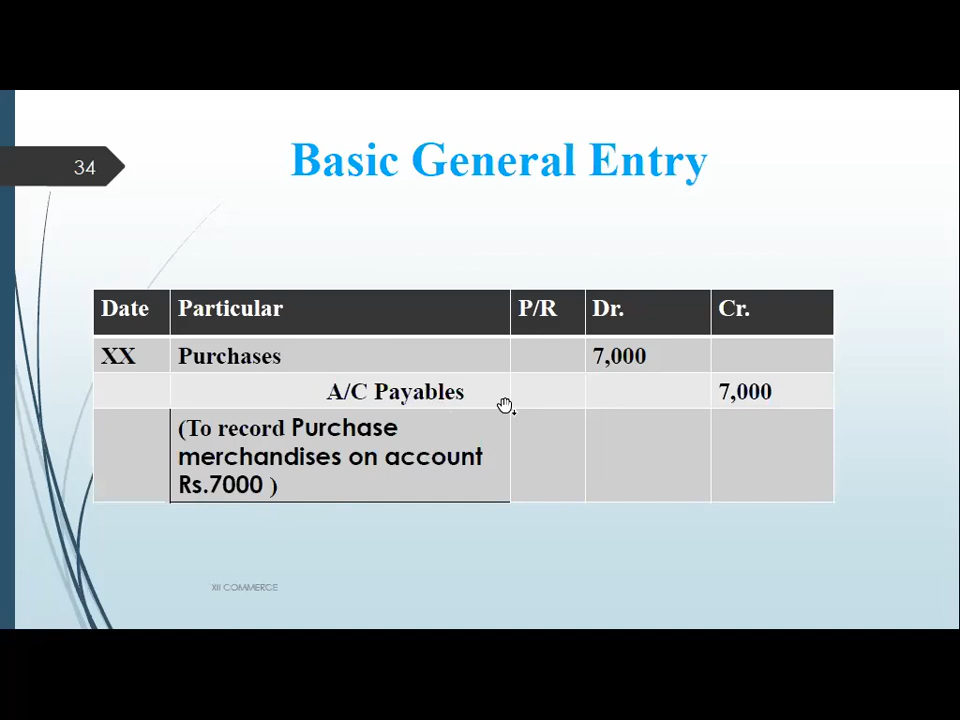 34
Basic General Entry
Date Particular P/R Dr. Cr.
XX Purchases 7,000
A/C Payables 7,000
(To record Purchase
merchandises on account
Rs.7000 )
XII COMMERCE